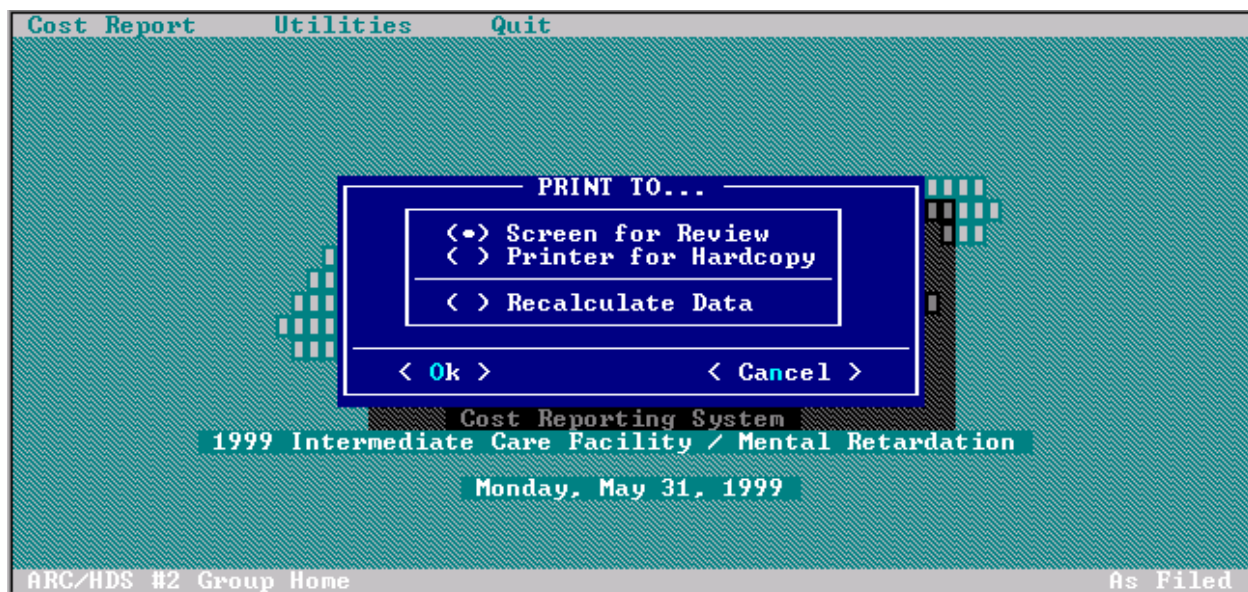 Cost Report Utilities Quit
PRINT TO...
(•) Screen for Review
( ) Printer for Hardcopy
( ) Recalculate Data
< Ok > < Cancel >
Cost Reporting System
1999 Intermediate Care Facility / Mental Retardation
Monday, May 31, 1999
ARC/HDS #2 Group Home As Filed